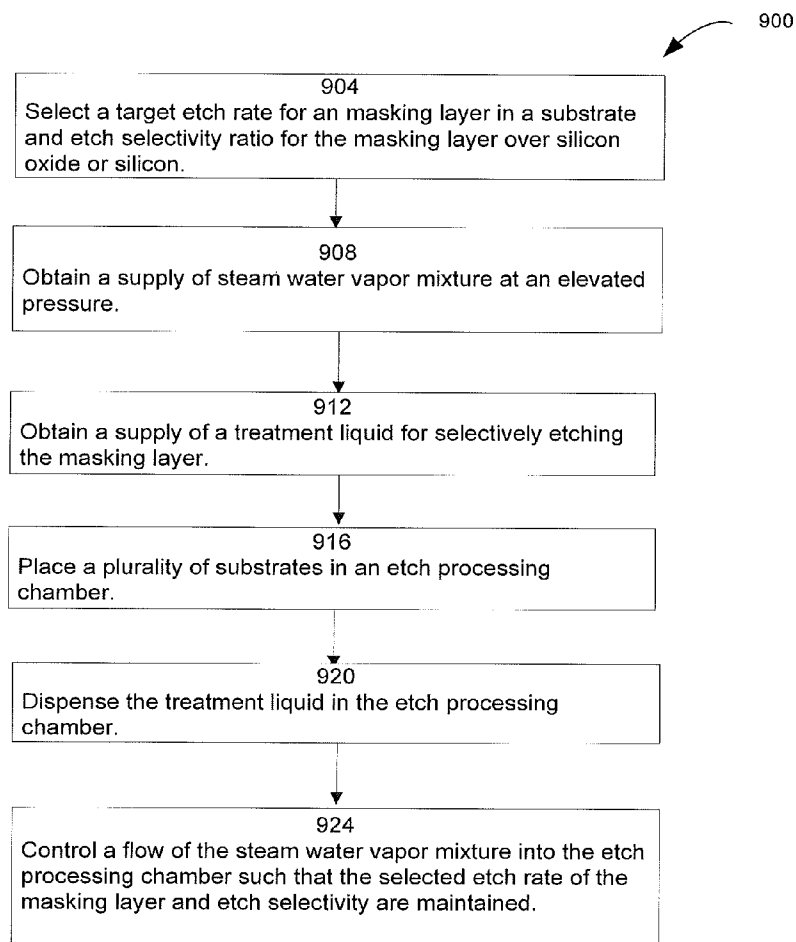 900
904
Select a target etch rate for an masking layer in a substrate
and etch selectivity ratio for the masking layer over silicon
oxide or silicon.
908
Obtain a supply of steam water vapor mixture at an elevated
pressure.
912
Obtain a supply of a treatment liquid for selectively etching
the masking layer.
916
Place a plurality of substrates in an etch processing
chamber.
920
Dispense the treatment liquid in the etch processing
chamber.
924
Control a flow of the steam water vapor mixture into the etch
processing chamber such that the selected etch rate of the
masking layer and etch selectivity are maintained.